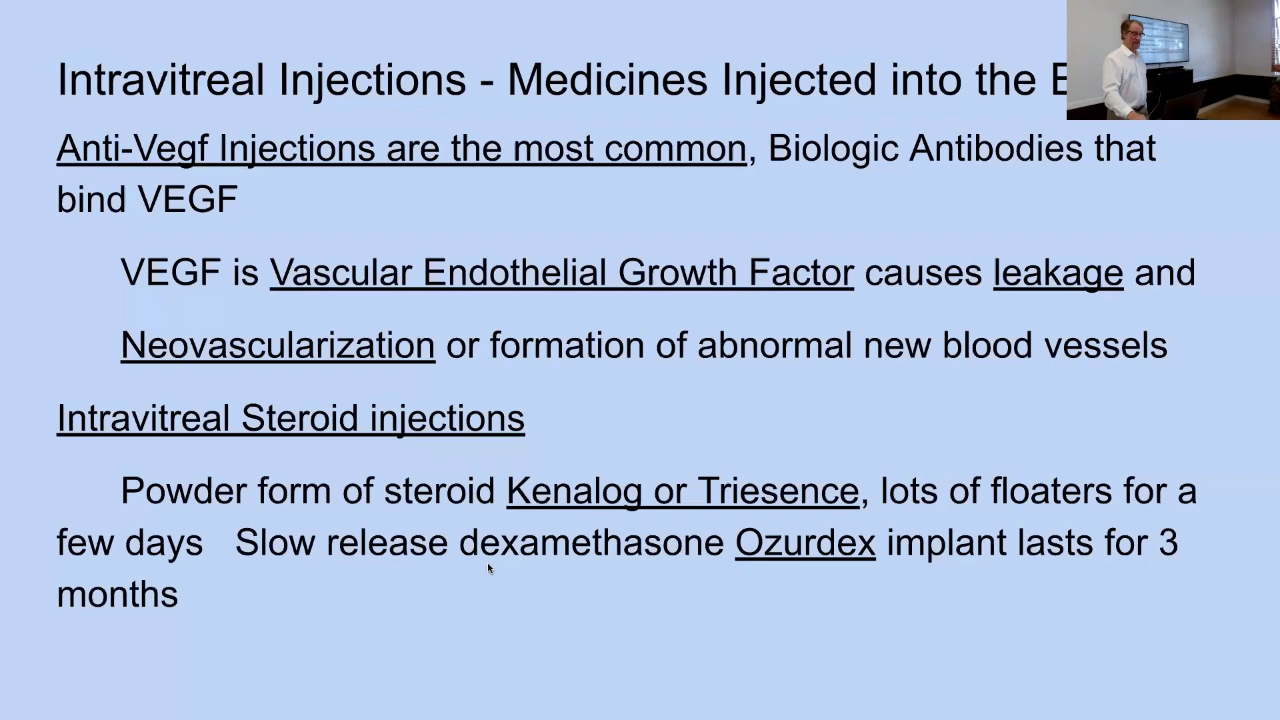 Intravitreal Injections - Medicines Injected into the
Anti-Vegf Injections are the most common, Biologic Antibodies that
bind VEGF
VEGF is Vascular Endothelial Growth Factor causes leakage and
Neovascularization or formation of abnormal new blood vessels
Intravitreal Steroid injections
Powder form of steroid Kenalog or Triesence, lots of floaters for a
few days Slow release dexamethasone Ozurdex implant lasts for 3
months